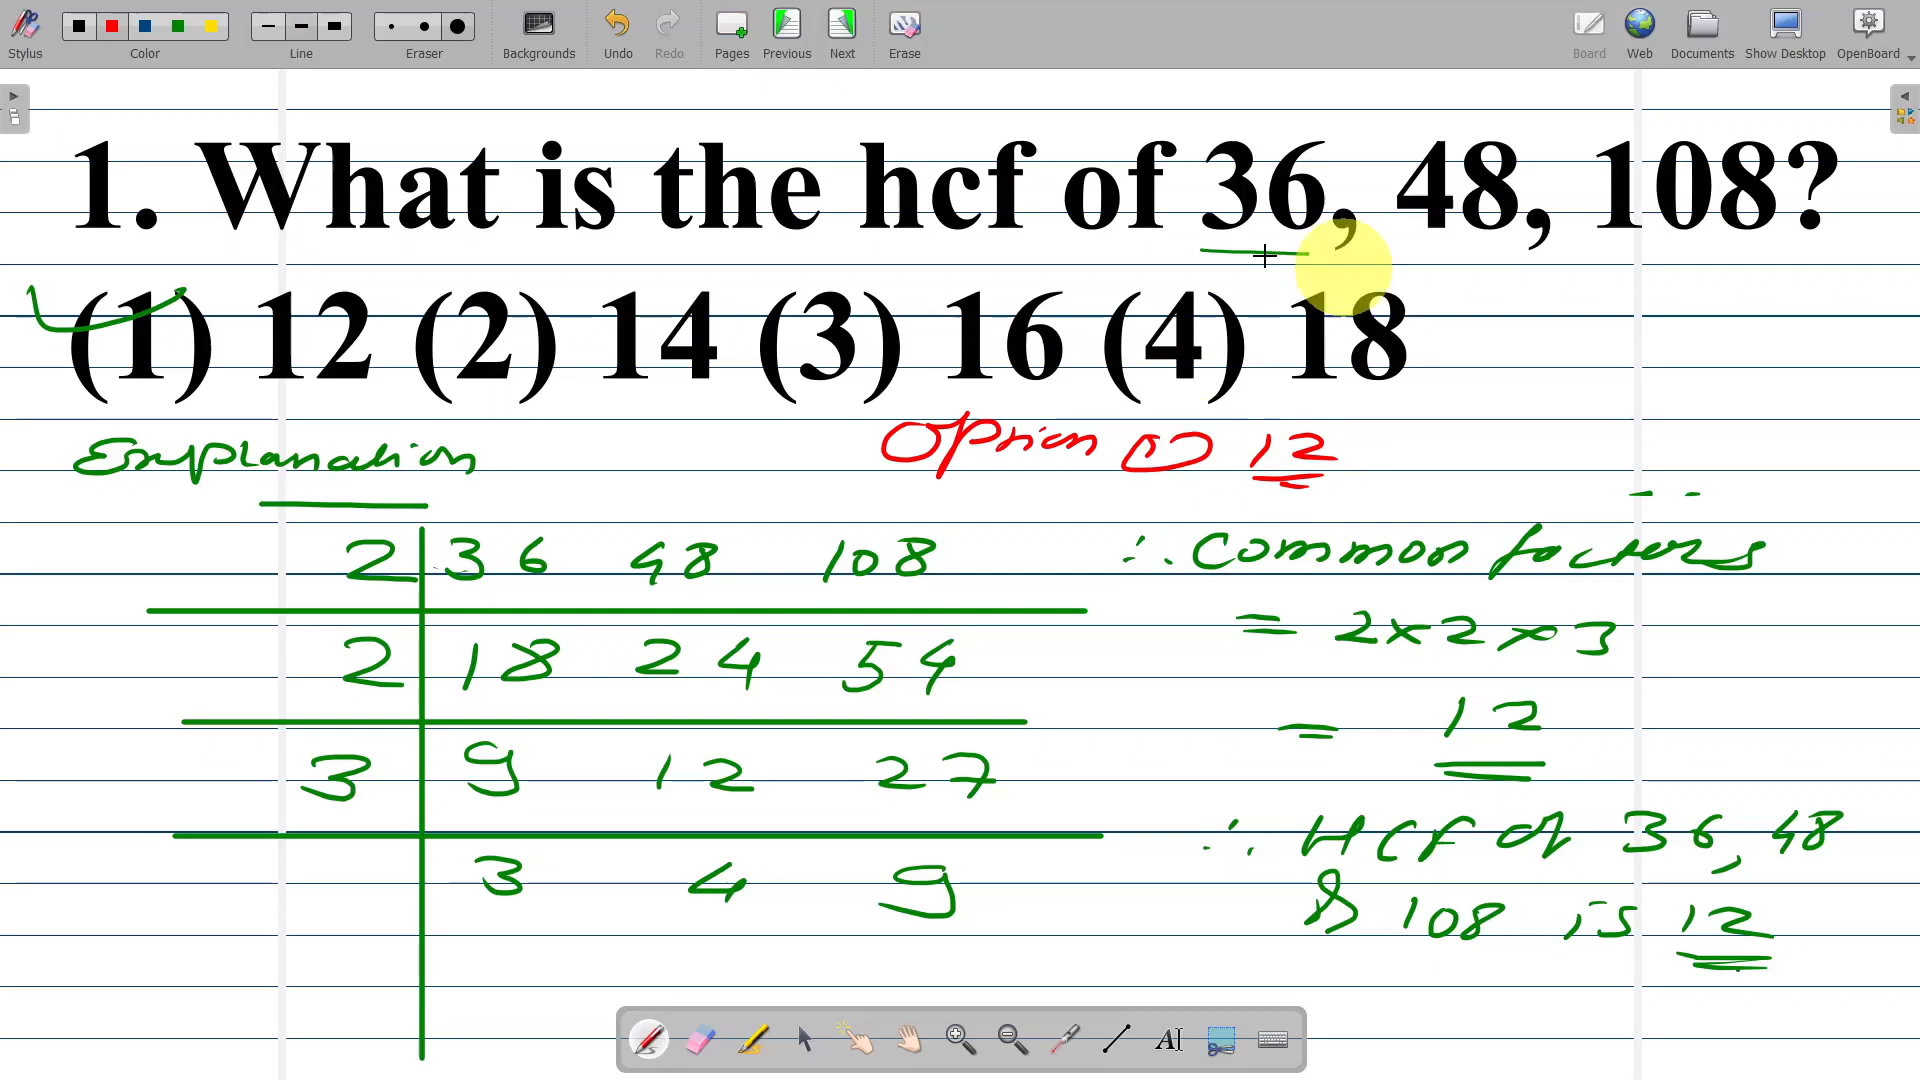 Stylus Color Line Eraser Backgrounds Undo Redo Pages Previous Next Erase Board Web Documents Show Desktop OpenBoard
1. What is the hcf of 36, 48, 108?
(1) 12 (2) 14 (3) 16 (4) 18
Explanation
Option (1) 12
2 36 48 108
2 18 24 54
3 9 12 27
3 4 9
∴ Common factors
= 2×2×3
= 12
∴ HCF of 36, 48
& 108 is 12